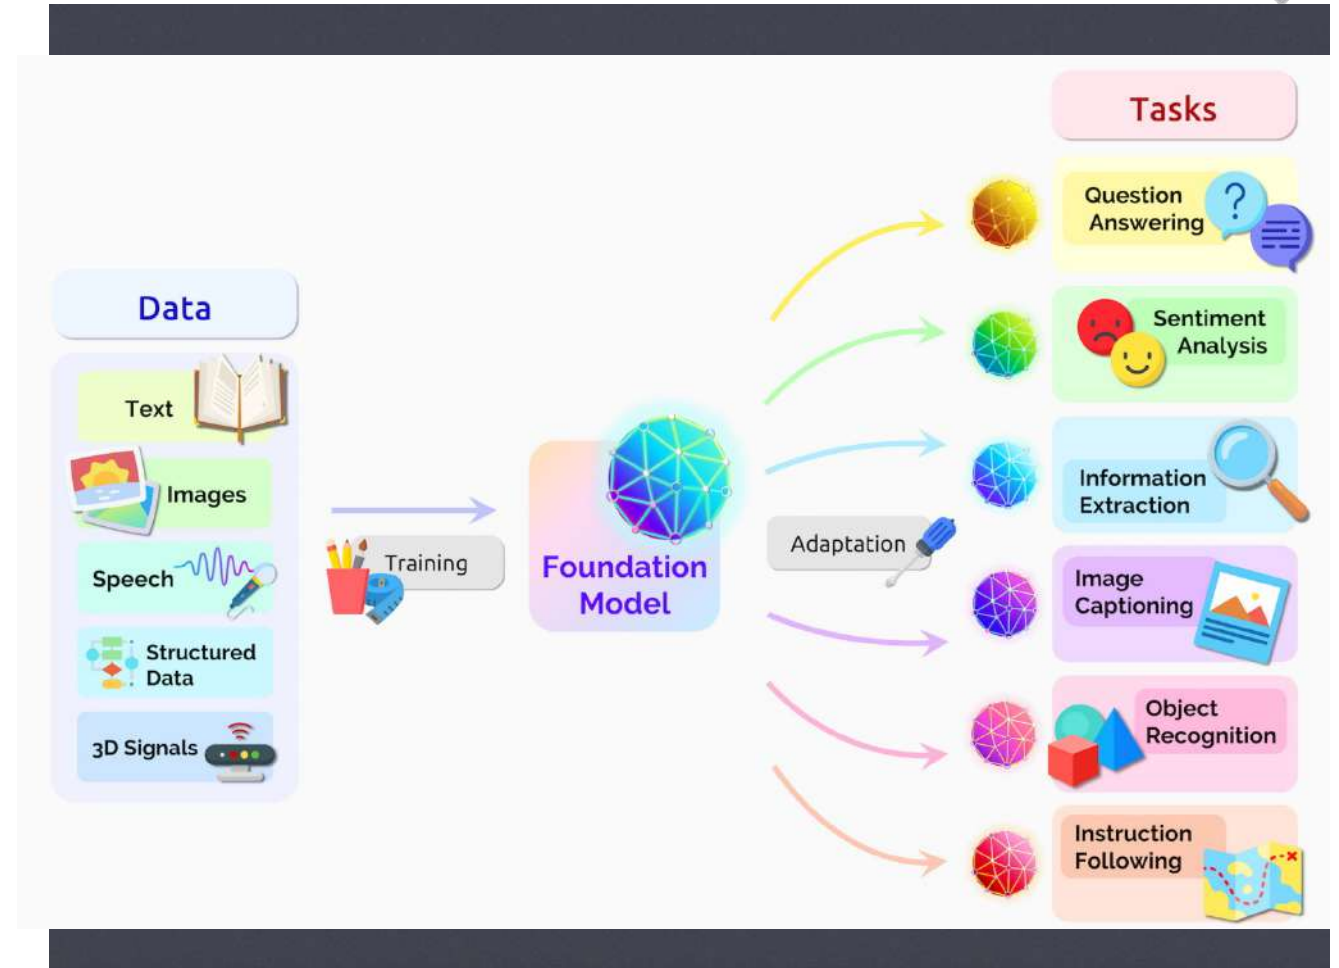 Data
Text
Images
Speech
Structured
Data
3D Signals
Training
Foundation
Model
Adaptation
Tasks
Question
Answering
?
Sentiment
Analysis
Information
Extraction
Image
Captioning
Object
Recognition
Instruction
Following